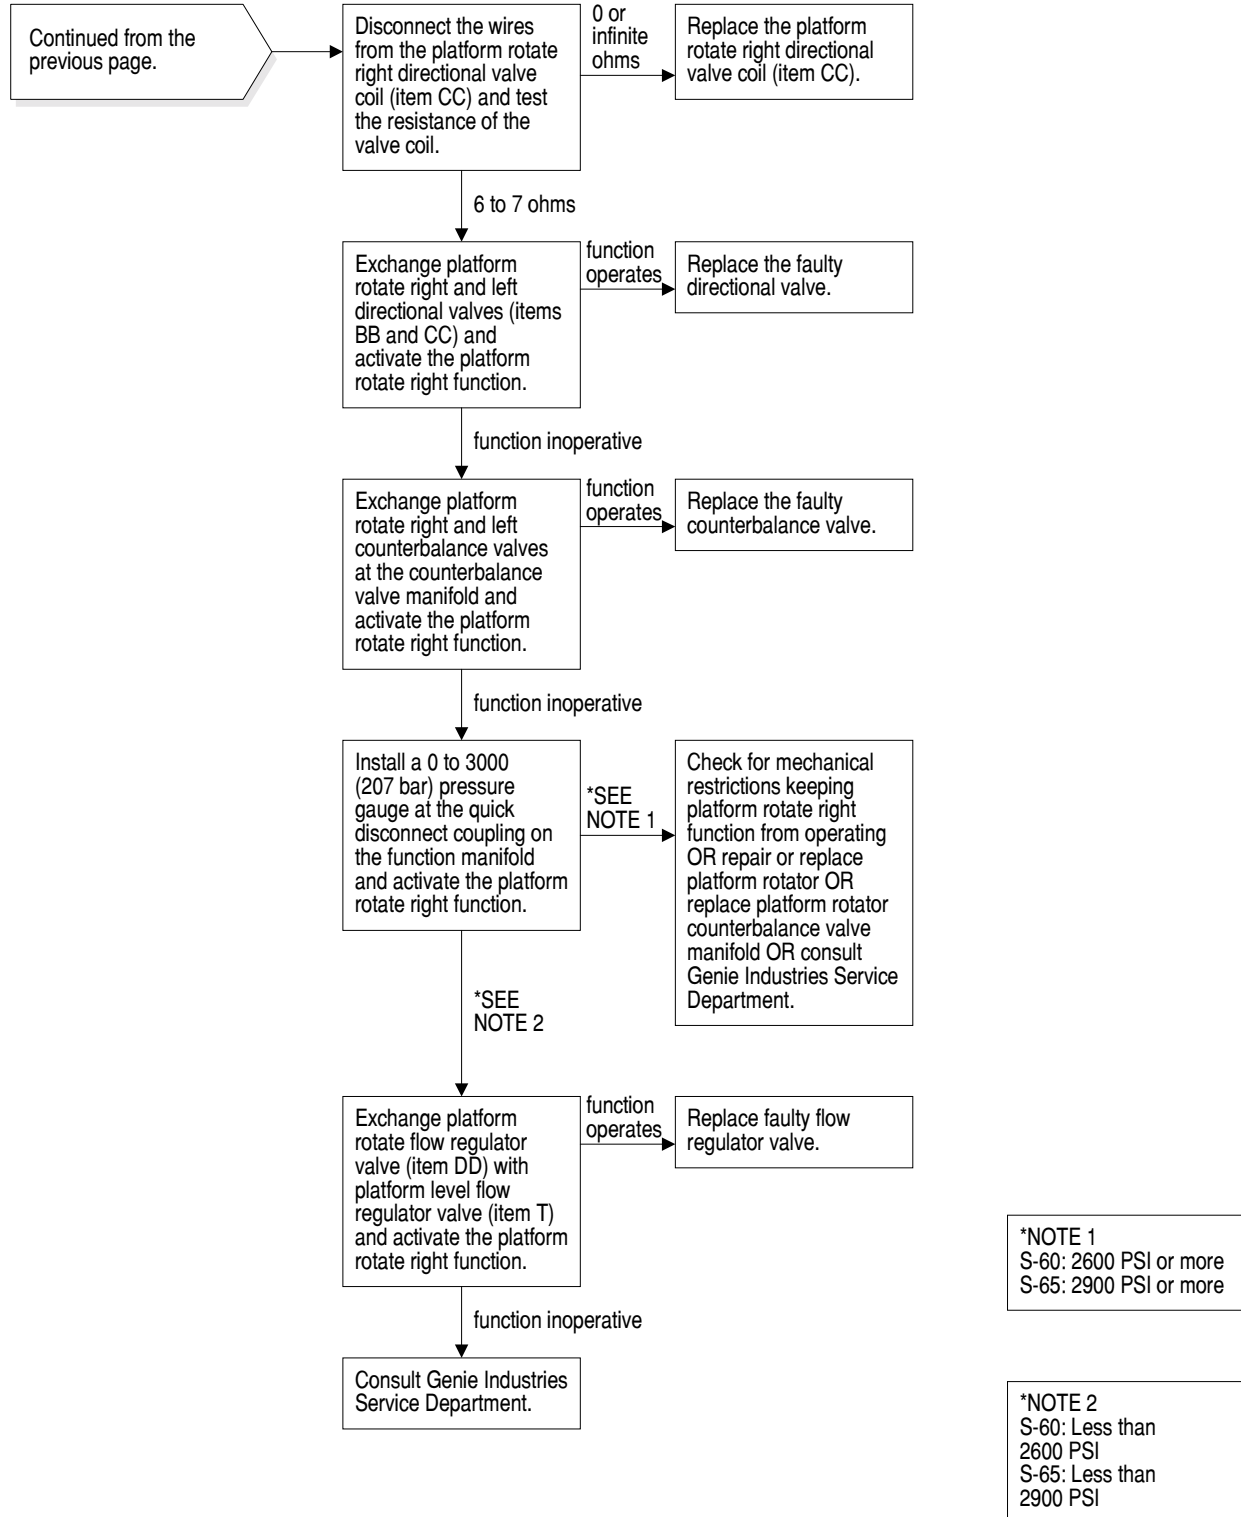 Continued from the
previous page.
Disconnect the wires
from the platform rotate
right directional valve
coil (item CC) and test
the resistance of the
valve coil.
0 or
infinite
ohms
Replace the platform
rotate right directional
valve coil (item CC).
6 to 7 ohms
Exchange platform
rotate right and left
directional valves (items
BB and CC) and
activate the platform
rotate right function.
function
operates
Replace the faulty
directional valve.
function inoperative
Exchange platform
rotate right and left
counterbalance valves
at the counterbalance
valve manifold and
activate the platform
rotate right function.
function
operates
Replace the faulty
counterbalance valve.
function inoperative
Install a 0 to 3000
(207 bar) pressure
gauge at the quick
disconnect coupling on
the function manifold
and activate the platform
rotate right function.
*SEE
NOTE 1
Check for mechanical
restrictions keeping
platform rotate right
function from operating
OR repair or replace
platform rotator OR
replace platform rotator
counterbalance valve
manifold OR consult
Genie Industries Service
Department.
*SEE
NOTE 2
Exchange platform
rotate flow regulator
valve (item DD) with
platform level flow
regulator valve (item T)
and activate the platform
rotate right function.
function
operates
Replace faulty flow
regulator valve.
function inoperative
Consult Genie Industries
Service Department.
*NOTE 1
S-60: 2600 PSI or more
S-65: 2900 PSI or more
*NOTE 2
S-60: Less than
2600 PSI
S-65: Less than
2900 PSI